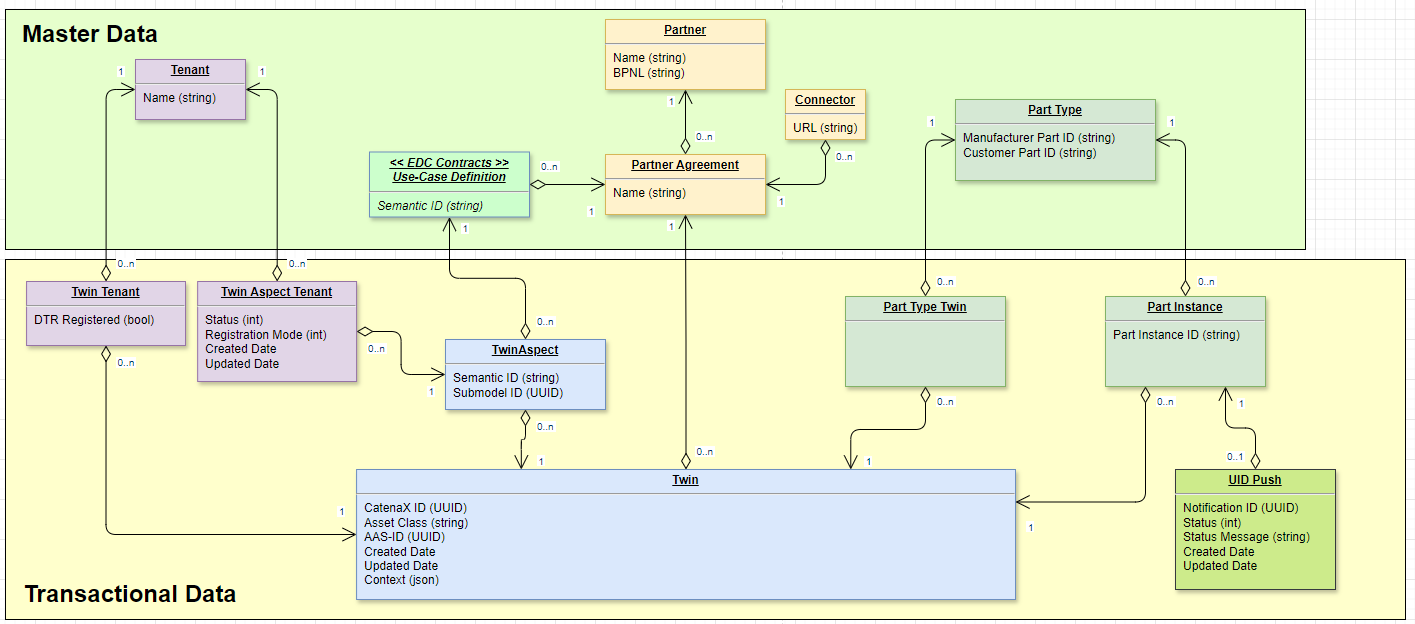 Master Data
Partner
Name (string)
BPNL (string)
1
0..n
Tenant
Name (string)
1
1
Connector
URL (string)
0..n
1
Part Type
Manufacturer Part ID (string)
Customer Part ID (string)
1
1
<< EDC Contracts >>
Use-Case Definition
Semantic ID (string)
0..n
1
1
Partner Agreement
Name (string)
1
0..n
0..n
0..n
0..n
Twin Tenant
DTR Registered (bool)
0..n
Twin Aspect Tenant
Status (int)
Registration Mode (int)
Created Date
Updated Date
0..n
1
0..n
TwinAspect
Semantic ID (string)
Submodel ID (UUID)
0..n
1
Part Type Twin
0..n
1
Part Instance
Part Instance ID (string)
0..n
1
1
0..1
0..n
1
Twin
CatenaX ID (UUID)
Asset Class (string)
AAS-ID (UUID)
Created Date
Updated Date
Context (json)
UID Push
Notification ID (UUID)
Status (int)
Status Message (string)
Created Date
Updated Date
Transactional Data